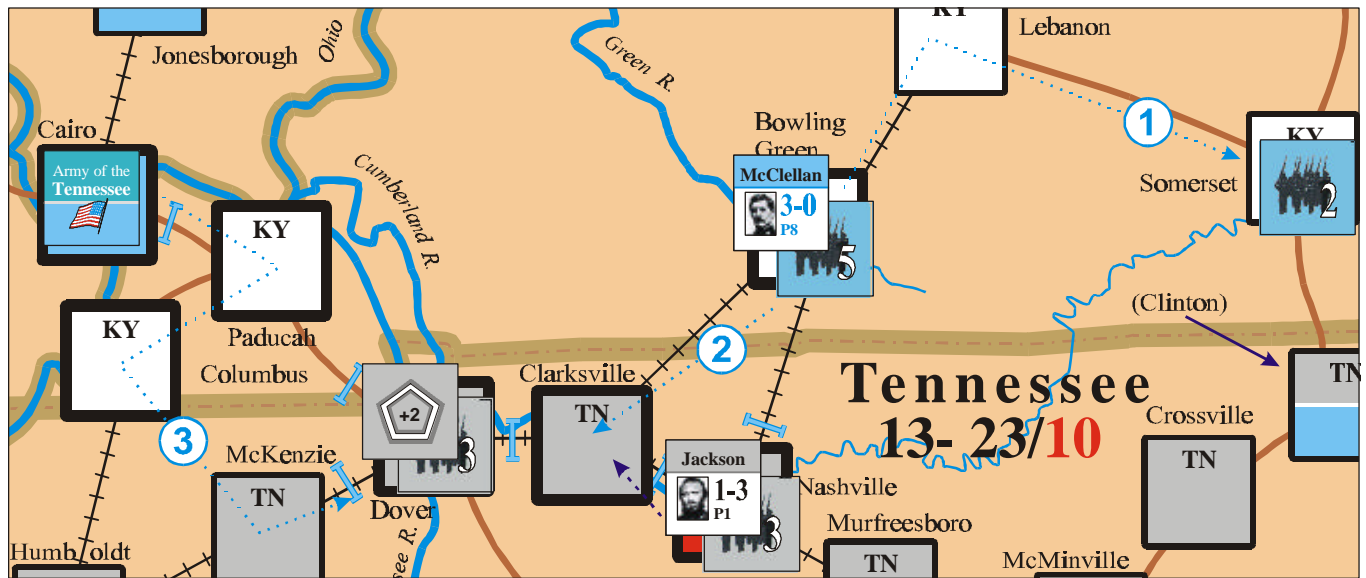 KY
Lebanon
Jonesborough
Ohio
Green R.
1
Cairo
Bowling
Green
KY
Army of the
Tennessee
Cumberland R.
McClellan
3-0
P8
Somerset
2
KY
5
(Clinton)
KY
Paducah
2
Columbus
Clarksville
Tennessee
13- 23/10
TN
+2
TN
Crossville
3
3
McKenzie
Jackson
TN
TN
1-3
P1
Nashville
Dover
3
Murfreesboro
Humboldt
see R.
TN
McMinville